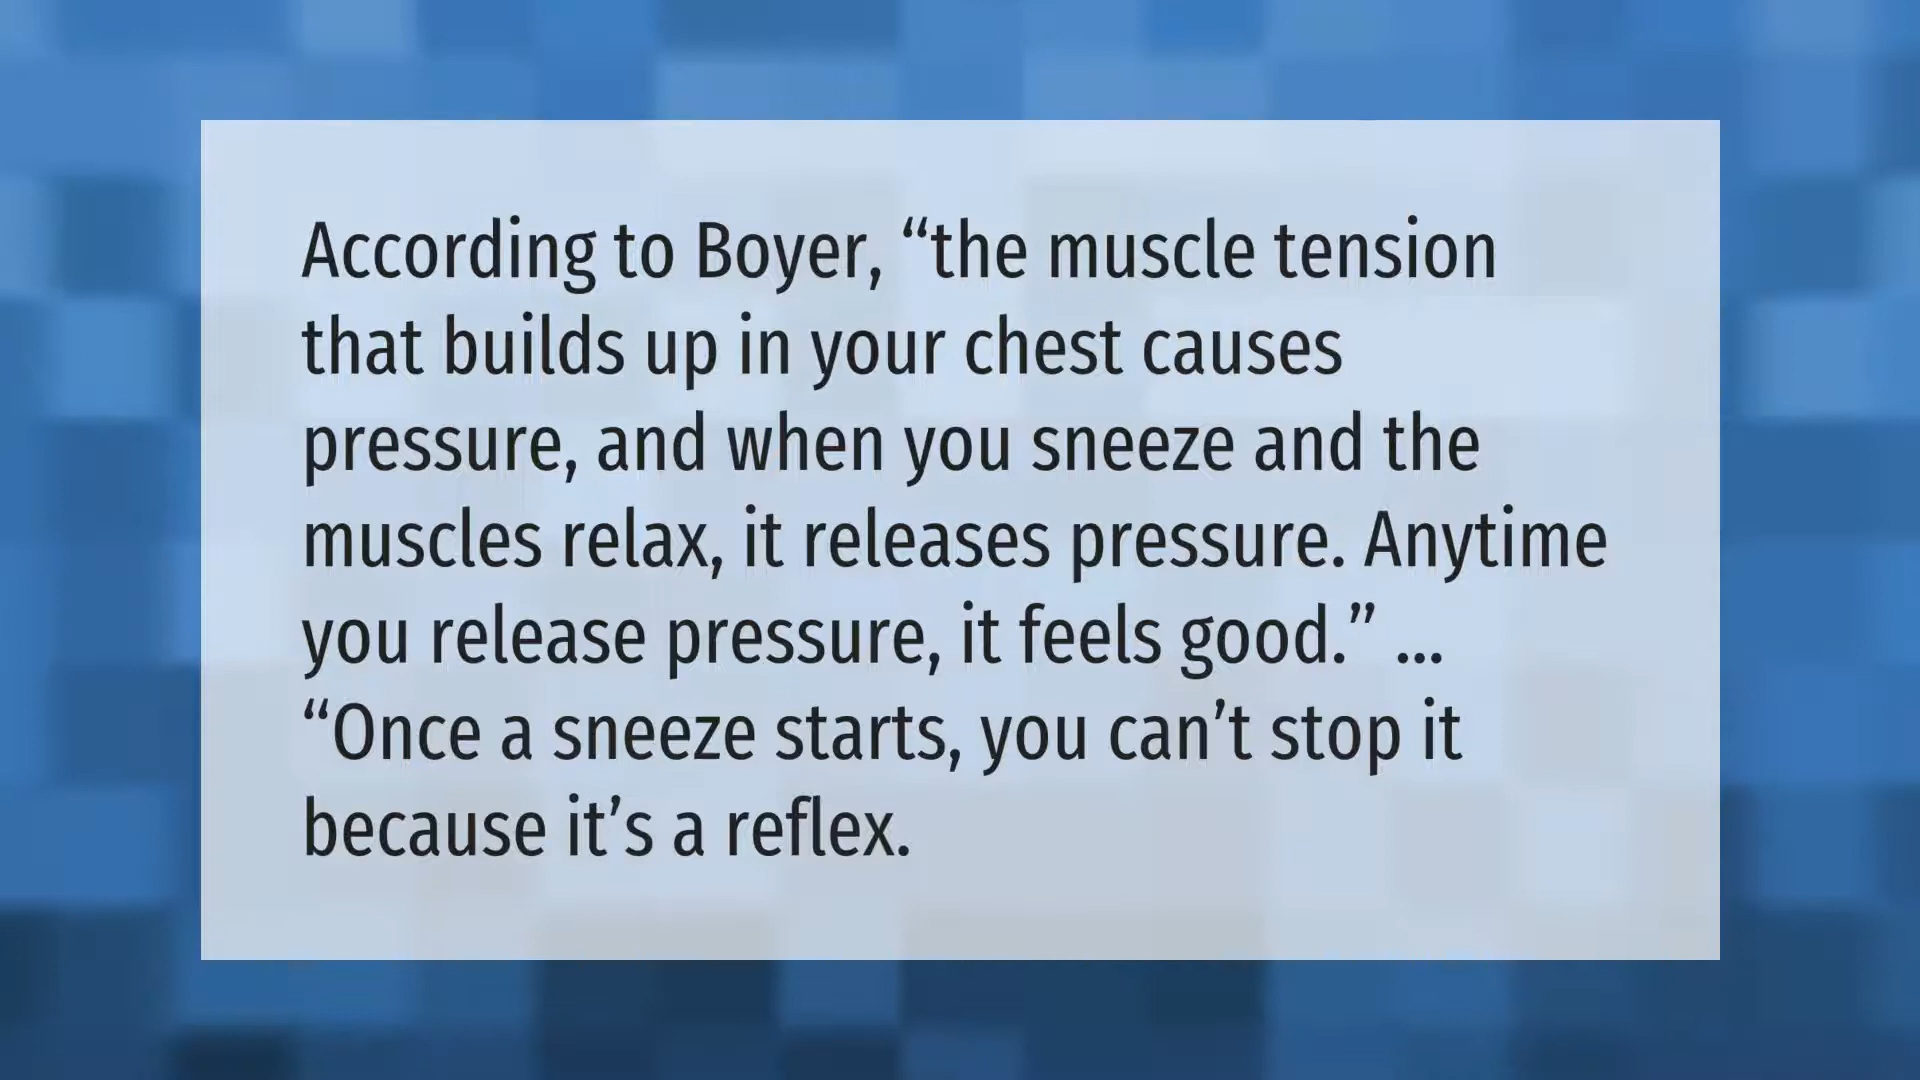 According to Boyer, “the muscle tension
that builds up in your chest causes
pressure, and when you sneeze and the
muscles relax, it releases pressure. Anytime
you release pressure, it feels good.” ...
“Once a sneeze starts, you can’t stop it
because it’s a reflex.